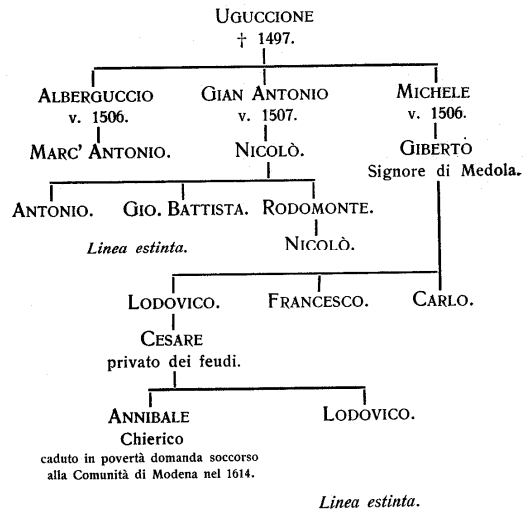 UGUCCIONE
† 1497.
ALBERGUCCIO GIAN ANTONIO MICHELE
v. 1506. v. 1507. v. 1506.
MARC' ANTONIO. NICOLÒ. GIBERTO
Signore di Medola.
ANTONIO. GIO. BATTISTA. RODOMONTE.
Linea estinta. NICOLÒ.
LODOVICO. FRANCESCO. CARLO.
CESARE
privato dei feudi.
ANNIBALE LODOVICO.
Chierico
caduto in povertà domanda soccorso
alla Comunità di Modena nel 1614.
Linea estinta.